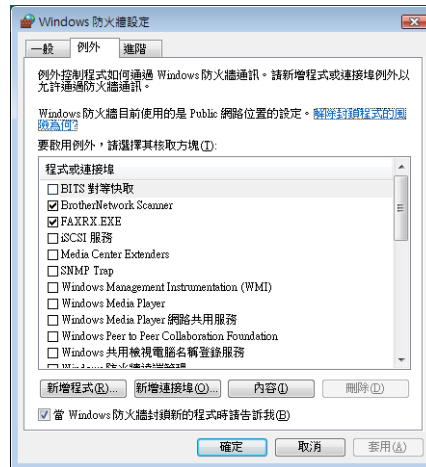 Windows 防火牆設定
一般
例外
進階
例外控制程式如何通過 Windows 防火牆通訊。請新增程式或連接埠例外以
允許通過防火牆通訊。
Windows 防火牆目前使用的是 Public 網路位置的設定。解除封鎖程式的風
險為何?
要啟用例外，請選擇其核取方塊(T):
程式或連接埠
BITS 對等快取
BrotherNetwork Scanner
FAXRX.EXE
iSCSI 服務
Media Center Extenders
SNMP Trap
Windows Management Instrumentation (WMI)
Windows Media Player
Windows Media Player 網路共用服務
Windows Peer to Peer Collaboration Foundation
Windows 共用檢視電腦名稱登錄服務
Windows 防火牆遠端管理
新增程式(R)... 新增連接埠(O)... 內容(I) 刪除(D)
當 Windows 防火牆封鎖新的程式時請告訴我(B)
確定 取消 套用(A)